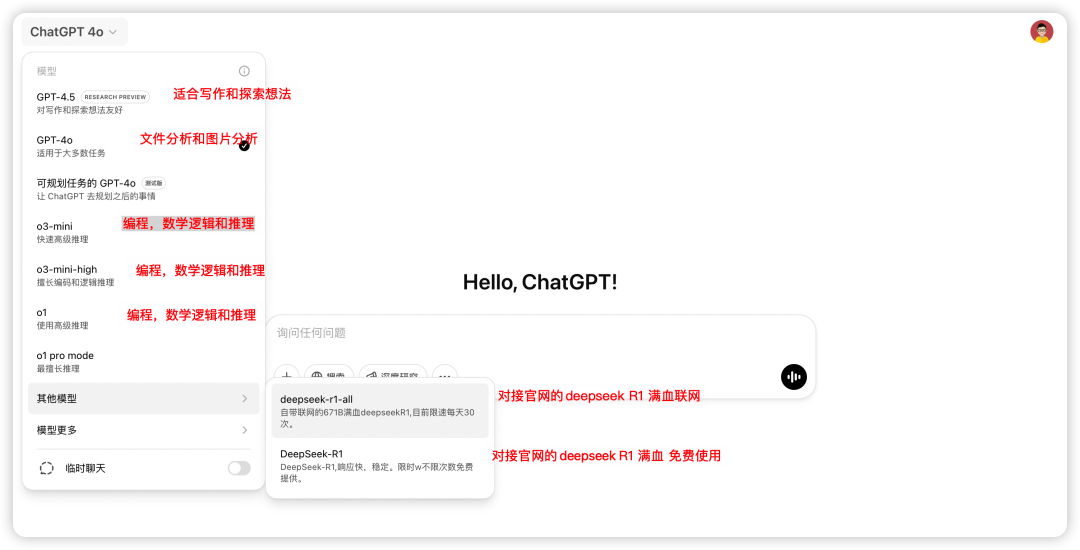 ChatGPT 4o
模型
GPT-4.5 RESEARCH PREVIEW 适合写作和探索想法
对写作和探索想法友好
GPT-4o 文件分析和图片分析
适用于大多数任务
可规划任务的 GPT-4o 测试版
让 ChatGPT 去规划之后的事情
o3-mini 编程，数学逻辑和推理
快速高级推理
o3-mini-high 编程，数学逻辑和推理
擅长编码和逻辑推理
o1 编程，数学逻辑和推理
使用高级推理
o1 pro mode
最擅长推理
其他模型
模型更多
临时聊天
Hello, ChatGPT!
询问任何问题
搜索 深度研究
deepseek-r1-all 对接官网的 deepseek R1 满血联网
自带联网的671B满血deepseekR1,目前限速每天30
次。
DeepSeek-R1 对接官网的 deepseek R1 满血 免费使用
DeepSeek-R1,響应快，稳定。限时w不限次数免费
提供。